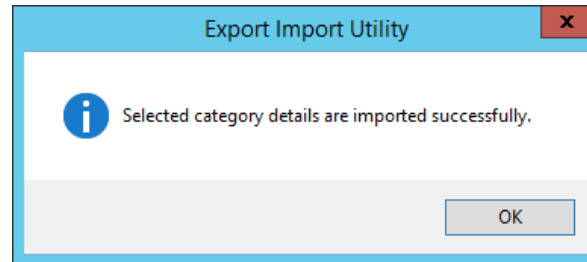 Export Import Utility
x
Selected category details are imported successfully.
OK